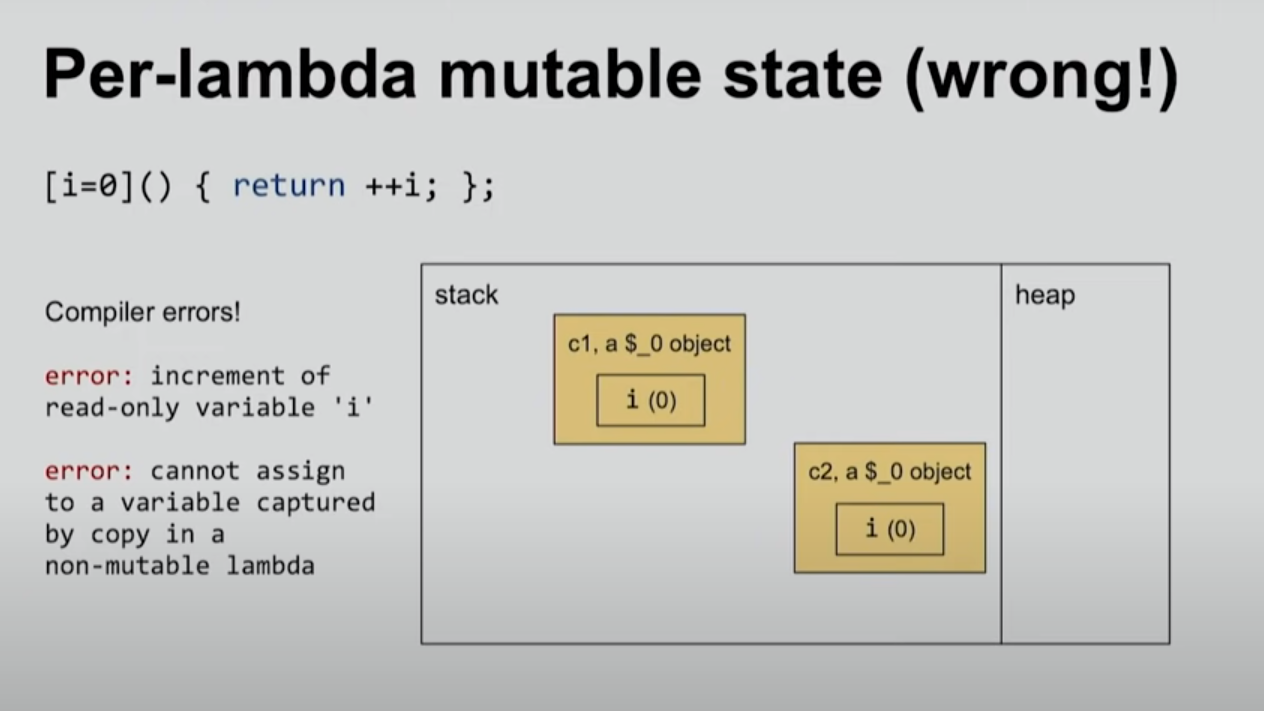 Per-lambda mutable state (wrong!)
[i=0]() { return ++i; };
Compiler errors!
error: increment of
read-only variable 'i'
error: cannot assign
to a variable captured
by copy in a
non-mutable lambda
stack
c1, a $_0 object
i (0)
c2, a $_0 object
i (0)
heap